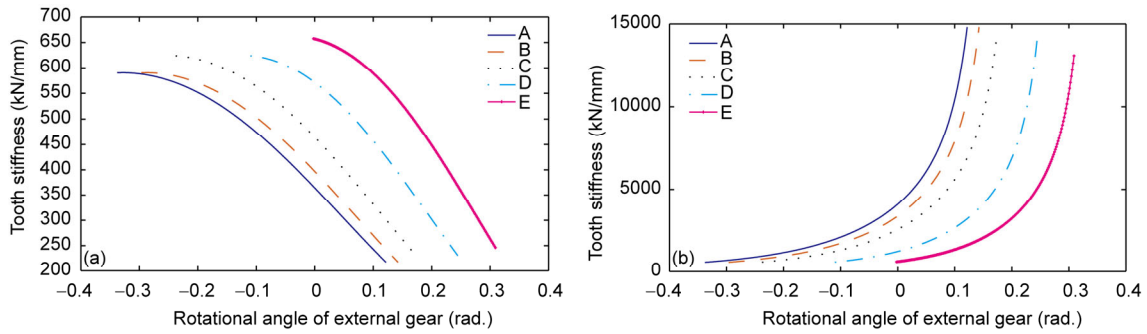 700
650
600
550
500
450
400
350
300
250
200
Tooth stiffness (kN/mm)
A
B
C
D
E
(a)
–0.4 –0.3 –0.2 –0.1 0 0.1 0.2 0.3 0.4
Rotational angle of external gear (rad.)
15000
10000
5000
0
Tooth stiffness (kN/mm)
A
B
C
D
E
(b)
–0.4 –0.3 –0.2 –0.1 0 0.1 0.2 0.3 0.4
Rotational angle of external gear (rad.)